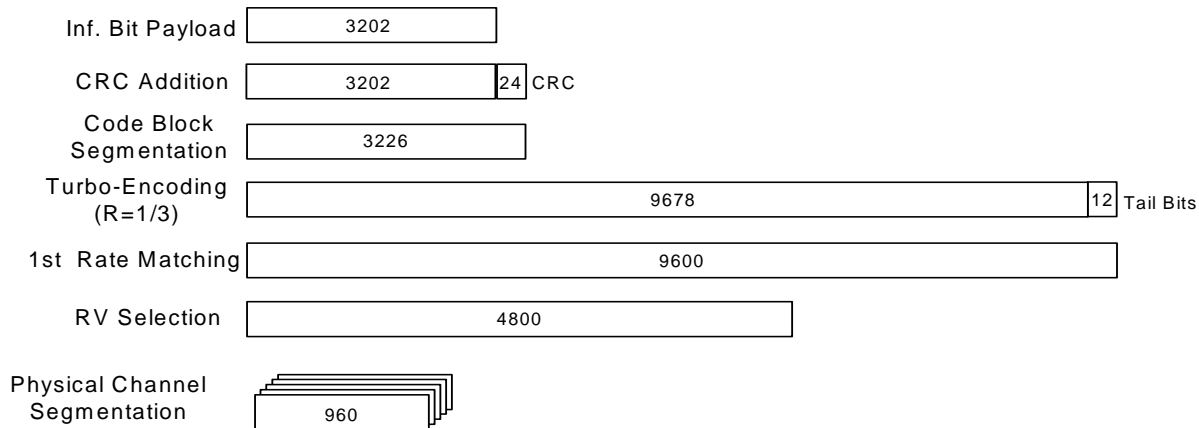 Inf. Bit Payload 3202
CRC Addition 3202 24 CRC
Code Block
Segmentation 3226
Turbo-Encoding
(R=1/3) 9678 12 Tail Bits
1st Rate Matching 9600
RV Selection 4800
Physical Channel
Segmentation 960